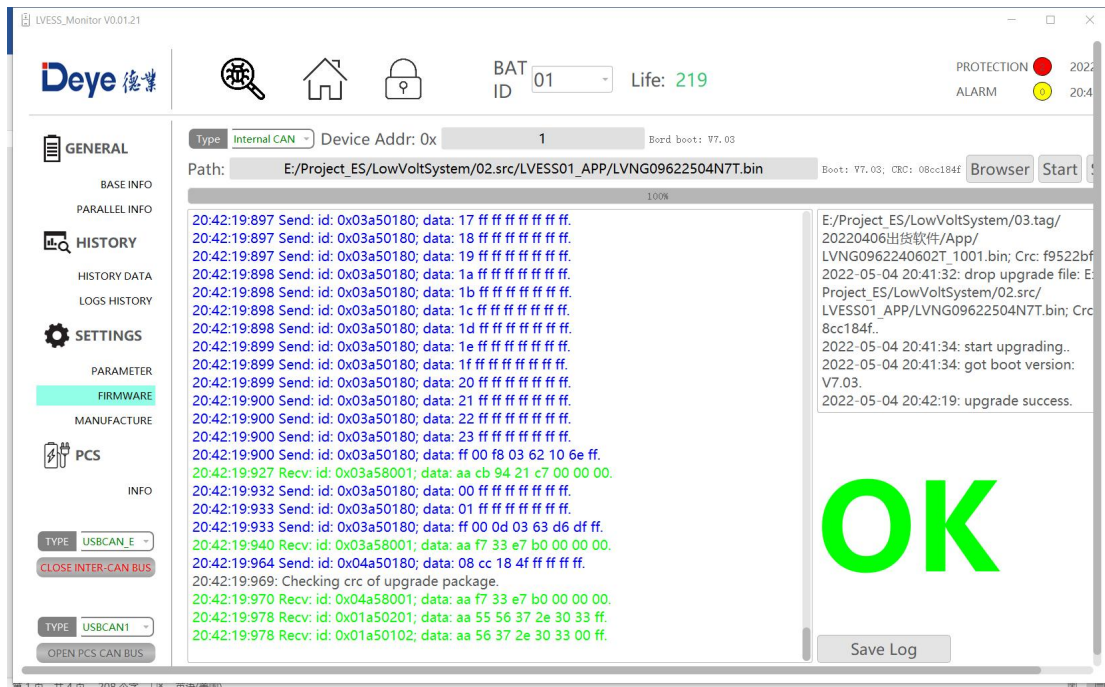 LVESS_Monitor V0.01.21
Deye 德業
BAT ID 01 Life: 219
PROTECTION
ALARM 0 20:4
GENERAL
BASE INFO
PARALLEL INFO
HISTORY
HISTORY DATA
LOGS HISTORY
SETTINGS
PARAMETER
FIRMWARE
MANUFACTURE
PCS
INFO
TYPE USBCAN_E
CLOSE INTER-CAN BUS
TYPE USBCAN1
OPEN PCS CAN BUS
Type Internal CAN Device Addr: 0x 1 Bord boot: V7.03
Path: E:/Project_ES/LowVoltSystem/02.src/LVESS01_APP/LVNG09622504N7T.bin Boot: V7.03; CRC: 08cc184f Browser Start
100%
20:42:19:897 Send: id: 0x03a50180; data: 17 ff ff ff ff ff ff ff.
20:42:19:897 Send: id: 0x03a50180; data: 18 ff ff ff ff ff ff ff.
20:42:19:897 Send: id: 0x03a50180; data: 19 ff ff ff ff ff ff ff.
20:42:19:898 Send: id: 0x03a50180; data: 1a ff ff ff ff ff ff ff.
20:42:19:898 Send: id: 0x03a50180; data: 1b ff ff ff ff ff ff ff.
20:42:19:898 Send: id: 0x03a50180; data: 1c ff ff ff ff ff ff ff.
20:42:19:898 Send: id: 0x03a50180; data: 1d ff ff ff ff ff ff ff.
20:42:19:899 Send: id: 0x03a50180; data: 1e ff ff ff ff ff ff ff.
20:42:19:899 Send: id: 0x03a50180; data: 1f ff ff ff ff ff ff ff.
20:42:19:899 Send: id: 0x03a50180; data: 20 ff ff ff ff ff ff ff.
20:42:19:900 Send: id: 0x03a50180; data: 21 ff ff ff ff ff ff ff.
20:42:19:900 Send: id: 0x03a50180; data: 22 ff ff ff ff ff ff ff.
20:42:19:900 Send: id: 0x03a50180; data: 23 ff ff ff ff ff ff ff.
20:42:19:900 Send: id: 0x03a50180; data: ff 00 f8 03 62 10 6e ff.
20:42:19:927 Recv: id: 0x03a58001; data: aa cb 94 21 c7 00 00 00.
20:42:19:932 Send: id: 0x03a50180; data: 00 ff ff ff ff ff ff ff.
20:42:19:933 Send: id: 0x03a50180; data: 01 ff ff ff ff ff ff ff.
20:42:19:933 Send: id: 0x03a50180; data: ff 00 0d 03 63 d6 df ff.
20:42:19:940 Recv: id: 0x03a58001; data: aa f7 33 e7 b0 00 00 00.
20:42:19:964 Send: id: 0x04a50180; data: 08 cc 18 4f ff ff ff ff.
20:42:19:969: Checking crc of upgrade package.
20:42:19:970 Recv: id: 0x04a58001; data: aa f7 33 e7 b0 00 00 00.
20:42:19:978 Recv: id: 0x01a50201; data: aa 55 56 37 2e 30 33 ff.
20:42:19:978 Recv: id: 0x01a50102; data: aa 56 37 2e 30 33 00 ff.
E:/Project_ES/LowVoltSystem/03.tag/
20220406出货软件/App/
LVNG0962240602T_1001.bin; Crc: f9522bf
2022-05-04 20:41:32: drop upgrade file: E:
Project_ES/LowVoltSystem/02.src/
LVESS01_APP/LVNG09622504N7T.bin; Crc
8cc184f..
2022-05-04 20:41:34: start upgrading..
2022-05-04 20:41:34: got boot version:
V7.03.
2022-05-04 20:42:19: upgrade success.
OK
Save Log